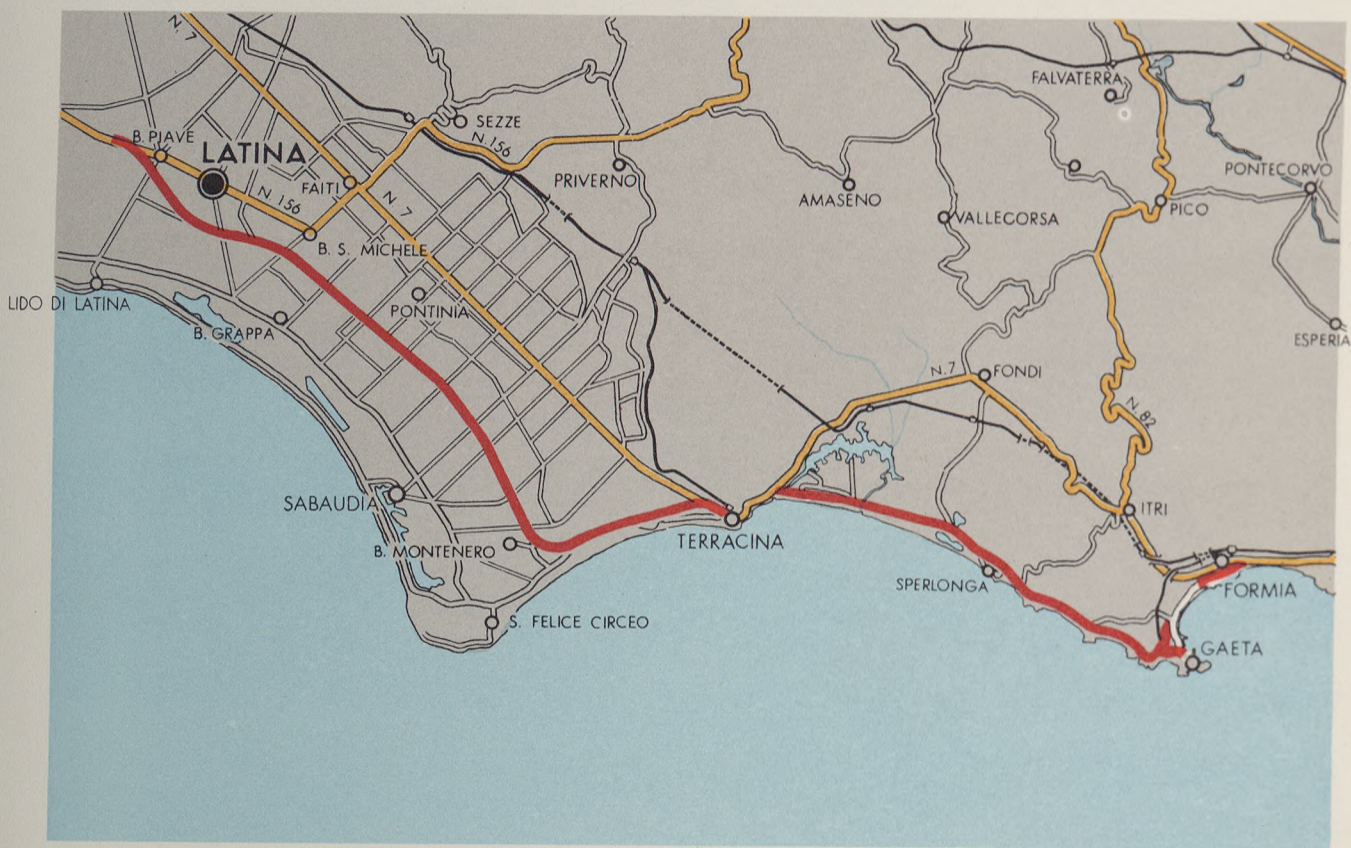 N. 7
FALVATERRA
B. PIAVE
SEZZE
LATINA
N. 156
FAITI
PRIVERNO
AMASENO
PONTECORVO
N 156
N. 7
PICO
VALLECORSA
B. S. MICHELE
LIDO DI LATINA
PONTINIA
B. GRAPPA
ESPERIA
N. 7
FONDI
N. 82
SABAUDIA
ITRI
TERRACINA
B. MONTENERO
SPERLONGA
FORMIA
S. FELICE CIRCEO
GAETA